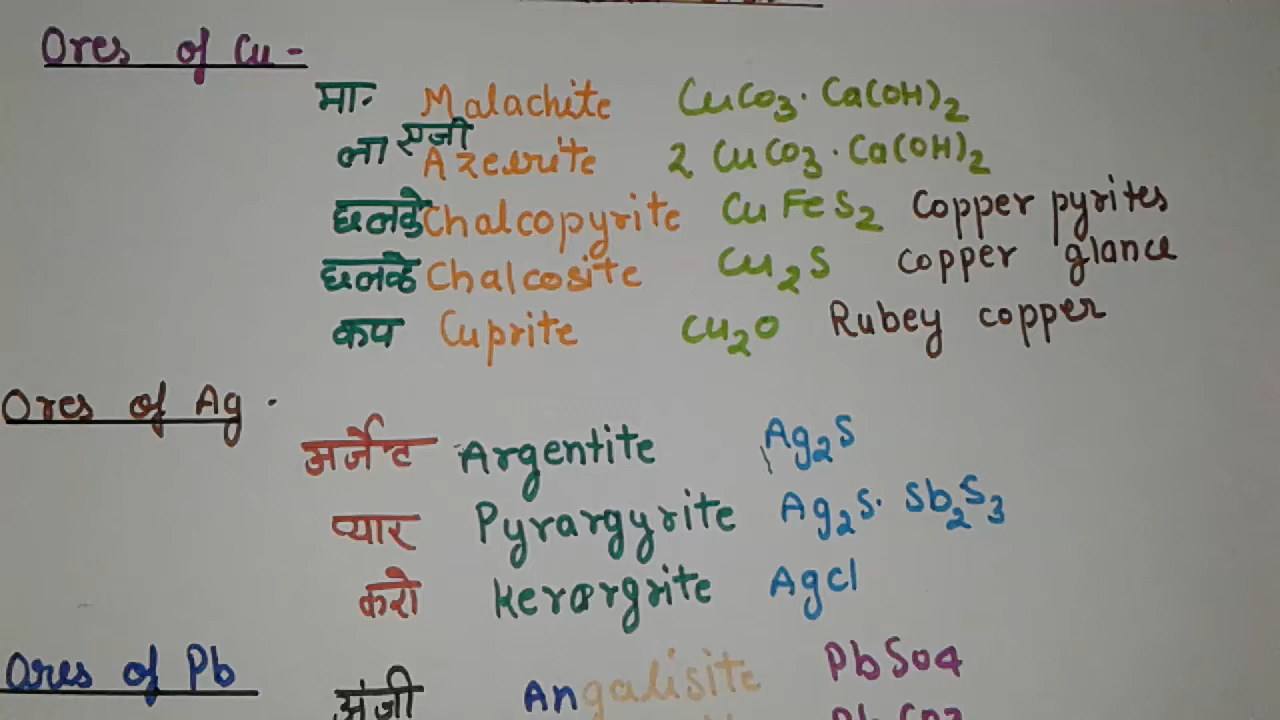 Ores of Cu -
मा. Malachite CuCO3 . Ca(OH)2
ला एजी Azeurite 2 CuCO3 . Ca(OH)2
छलके Chalcopyrite CuFeS2 Copper pyrites
छलके Chalcosite Cu2S copper glance
कप Cuprite Cu2O Rubey copper
Ores of Ag .
अर्जेंट Argentite Ag2S
प्यार Pyrargyrite Ag2S. Sb2S3
करो Kerargrite AgCl
Ores of Pb
अंजी Angalisite PbSO4